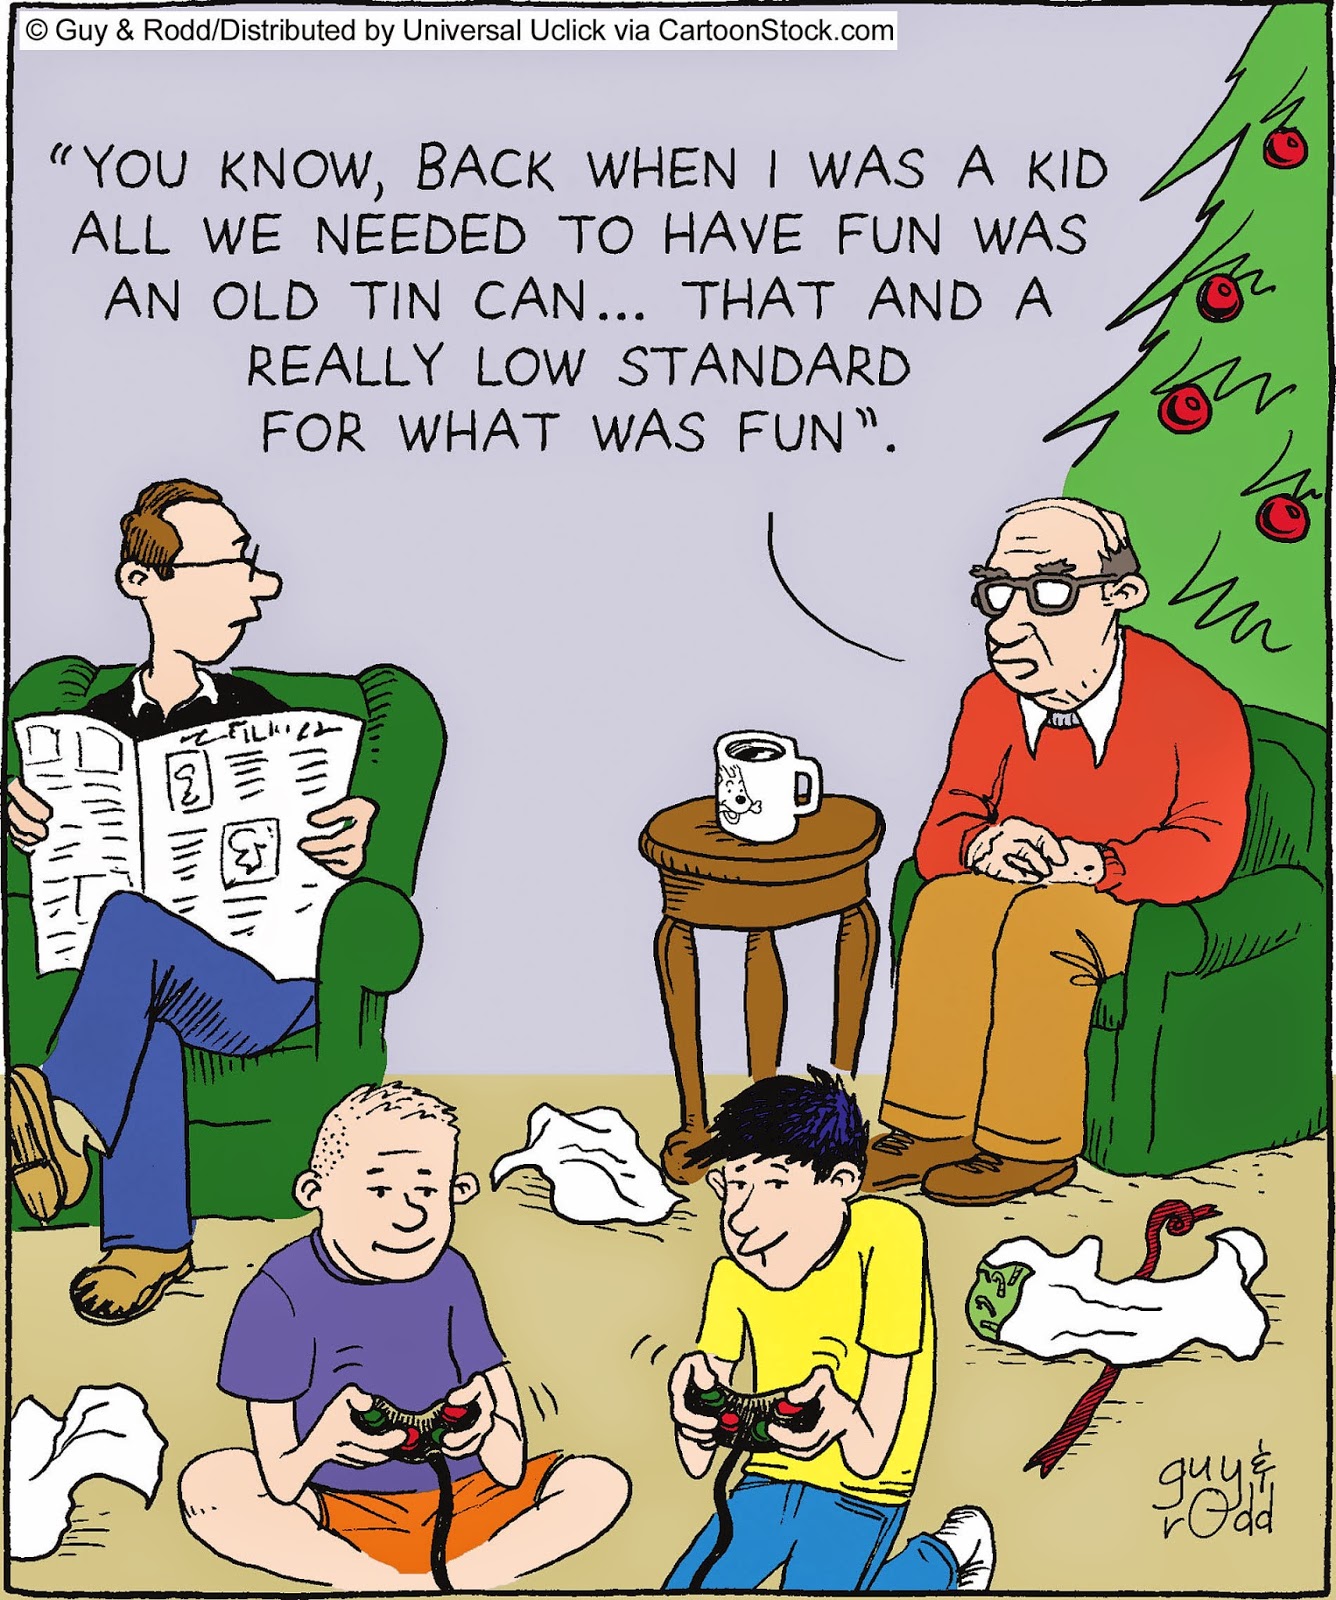 © Guy & Rodd/Distributed by Universal Uclick via CartoonStock.com
“YOU KNOW, BACK WHEN I WAS A KID
ALL WE NEEDED TO HAVE FUN WAS
AN OLD TIN CAN... THAT AND A
REALLY LOW STANDARD
FOR WHAT WAS FUN”.
guy &
rodd